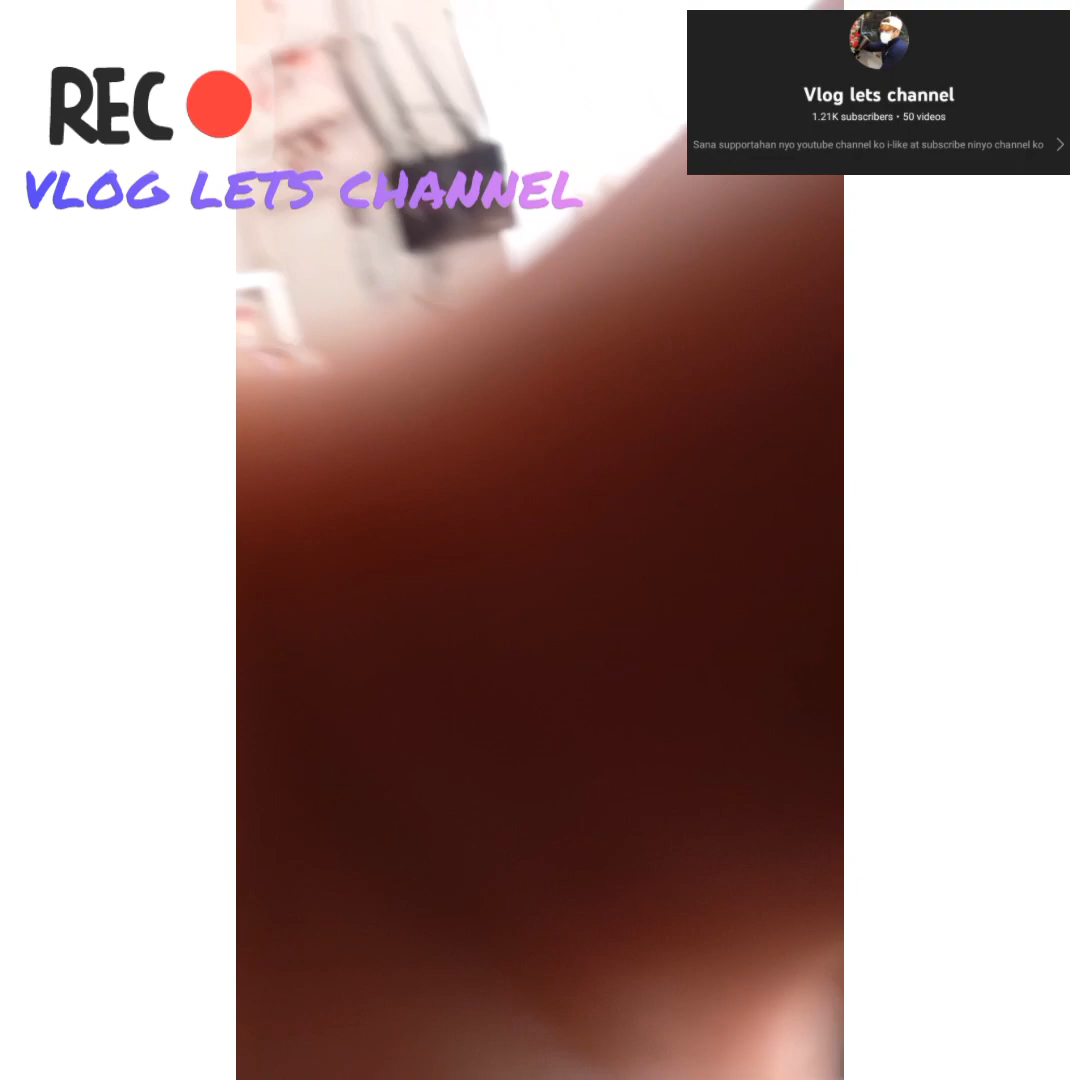 REC
VLOG LETS CHANNEL
Vlog lets channel
1.21K subscribers • 50 videos
Sana supportahan nyo youtube channel ko i-like at subscribe ninyo channel ko